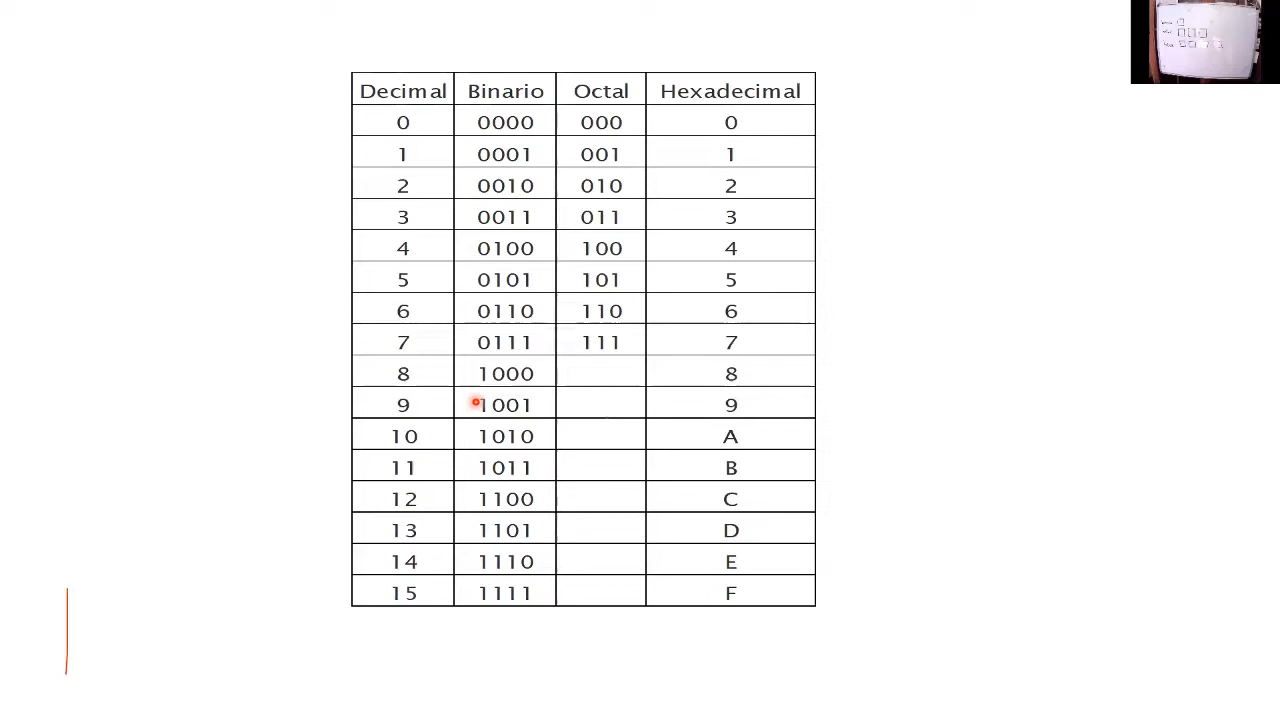 Decimal Binario Octal Hexadecimal
0 0000 000 0
1 0001 001 1
2 0010 010 2
3 0011 011 3
4 0100 100 4
5 0101 101 5
6 0110 110 6
7 0111 111 7
8 1000 8
9 1001 9
10 1010 A
11 1011 B
12 1100 C
13 1101 D
14 1110 E
15 1111 F